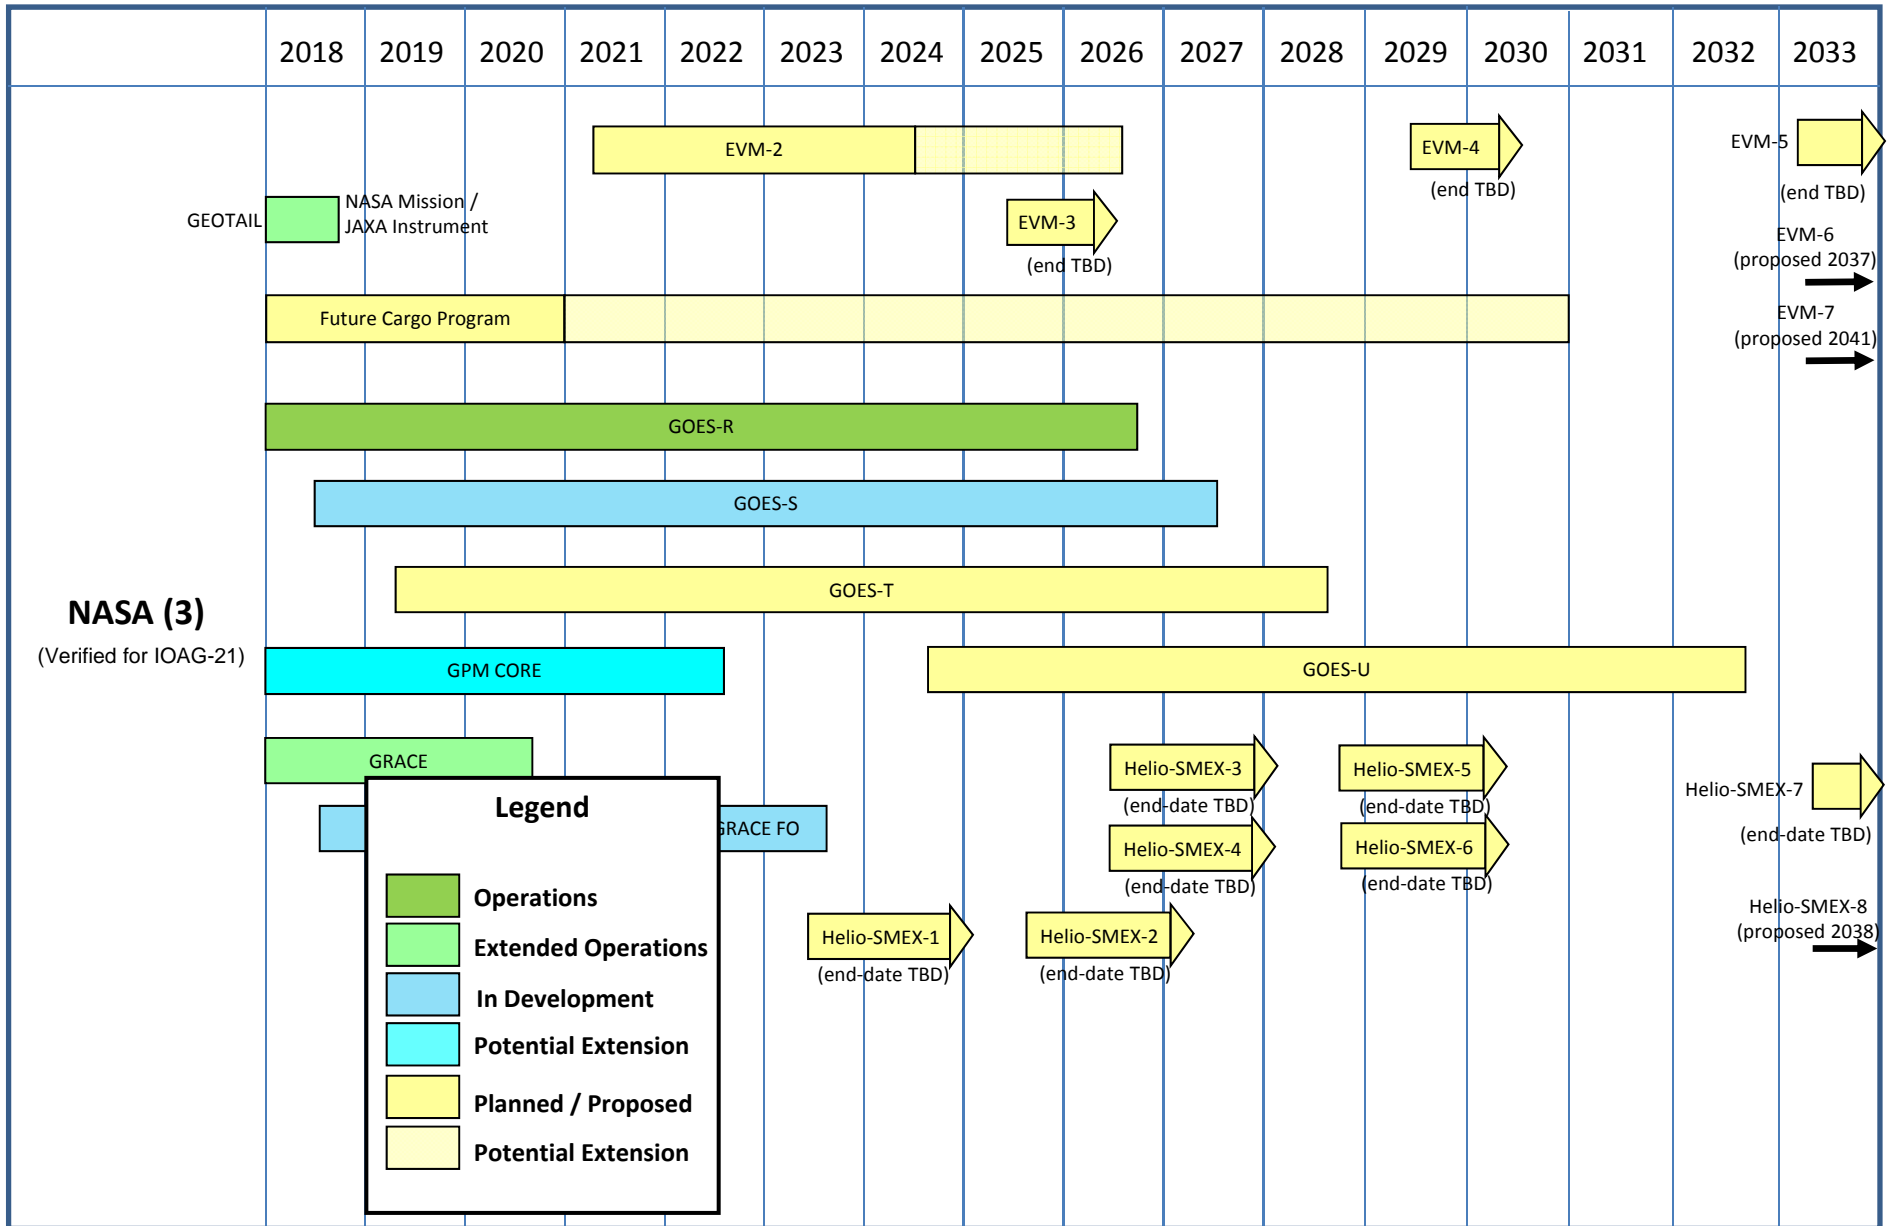 2018 2019 2020 2021 2022 2023 2024 2025 2026 2027 2028 2029 2030 2031 2032 2033
EVM-2
EVM-4
(end TBD)
EVM-5
(end TBD)
GEOTAIL
NASA Mission /
JAXA Instrument
EVM-3
(end TBD)
EVM-6
(proposed 2037)
Future Cargo Program
EVM-7
(proposed 2041)
GOES-R
GOES-S
GOES-T
NASA (3)
(Verified for IOAG-21)
GPM CORE
GOES-U
GRACE
Helio-SMEX-3
(end-date TBD)
Helio-SMEX-5
(end-date TBD)
Helio-SMEX-7
(end-date TBD)
GRACE FO
Helio-SMEX-4
(end-date TBD)
Helio-SMEX-6
(end-date TBD)
Helio-SMEX-1
(end-date TBD)
Helio-SMEX-2
(end-date TBD)
Helio-SMEX-8
(proposed 2038)
Legend
Operations
Extended Operations
In Development
Potential Extension
Planned / Proposed
Potential Extension